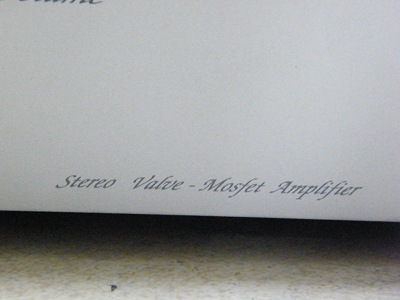 Stereo Valve - Mosfet Amplifier